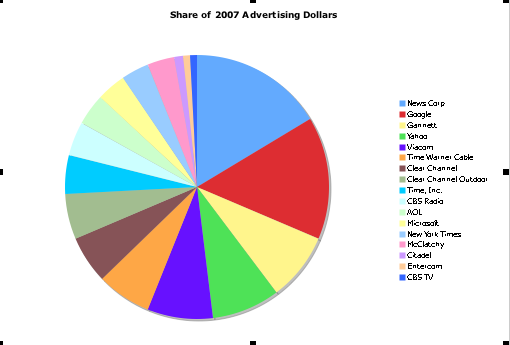 Share of 2007 Advertising Dollars
News Corp
Google
Gannett
Yahoo
Viacom
Time Warner Cable
Clear Channel
Clear Channel Outdoor
Time, Inc.
CBS Radio
AOL
Microsoft
New York Times
McClatchy
Citadel
Entercom
CBS TV